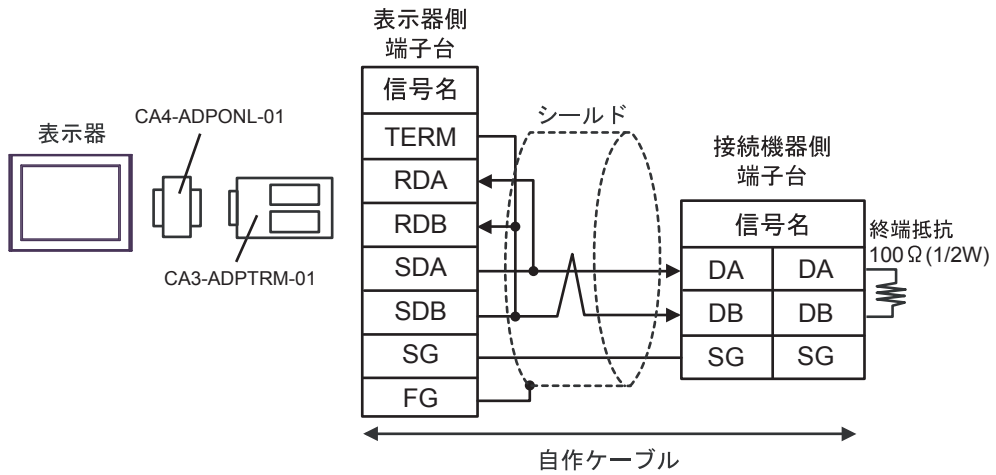 表示器側
端子台
信号名
TERM
RDA
RDB
SDA
SDB
SG
FG
表示器
CA4-ADPONL-01
CA3-ADPTRM-01
シールド
接続機器側
端子台
信号名
DA DA
DB DB
SG SG
終端抵抗
100Ω(1/2W)
自作ケーブル